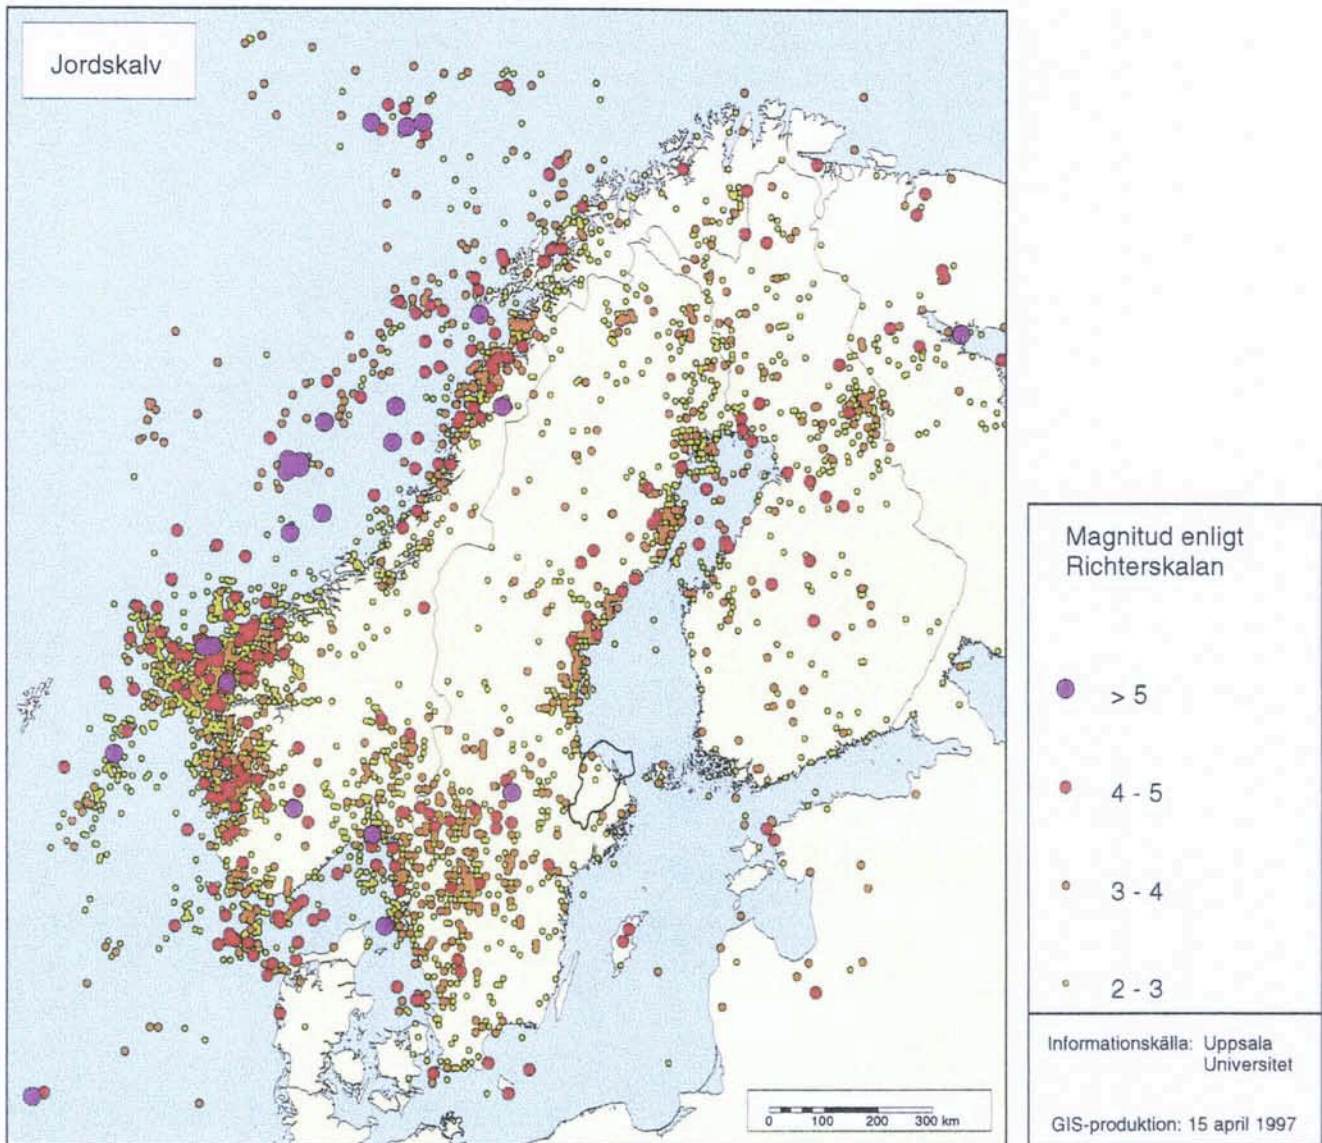 Jordskalv
Magnitud enligt
Richterskalan
> 5
4 - 5
3 - 4
2 - 3
Informationskälla: Uppsala
Universitet
GIS-produktion: 15 april 1997
0 100 200 300 km